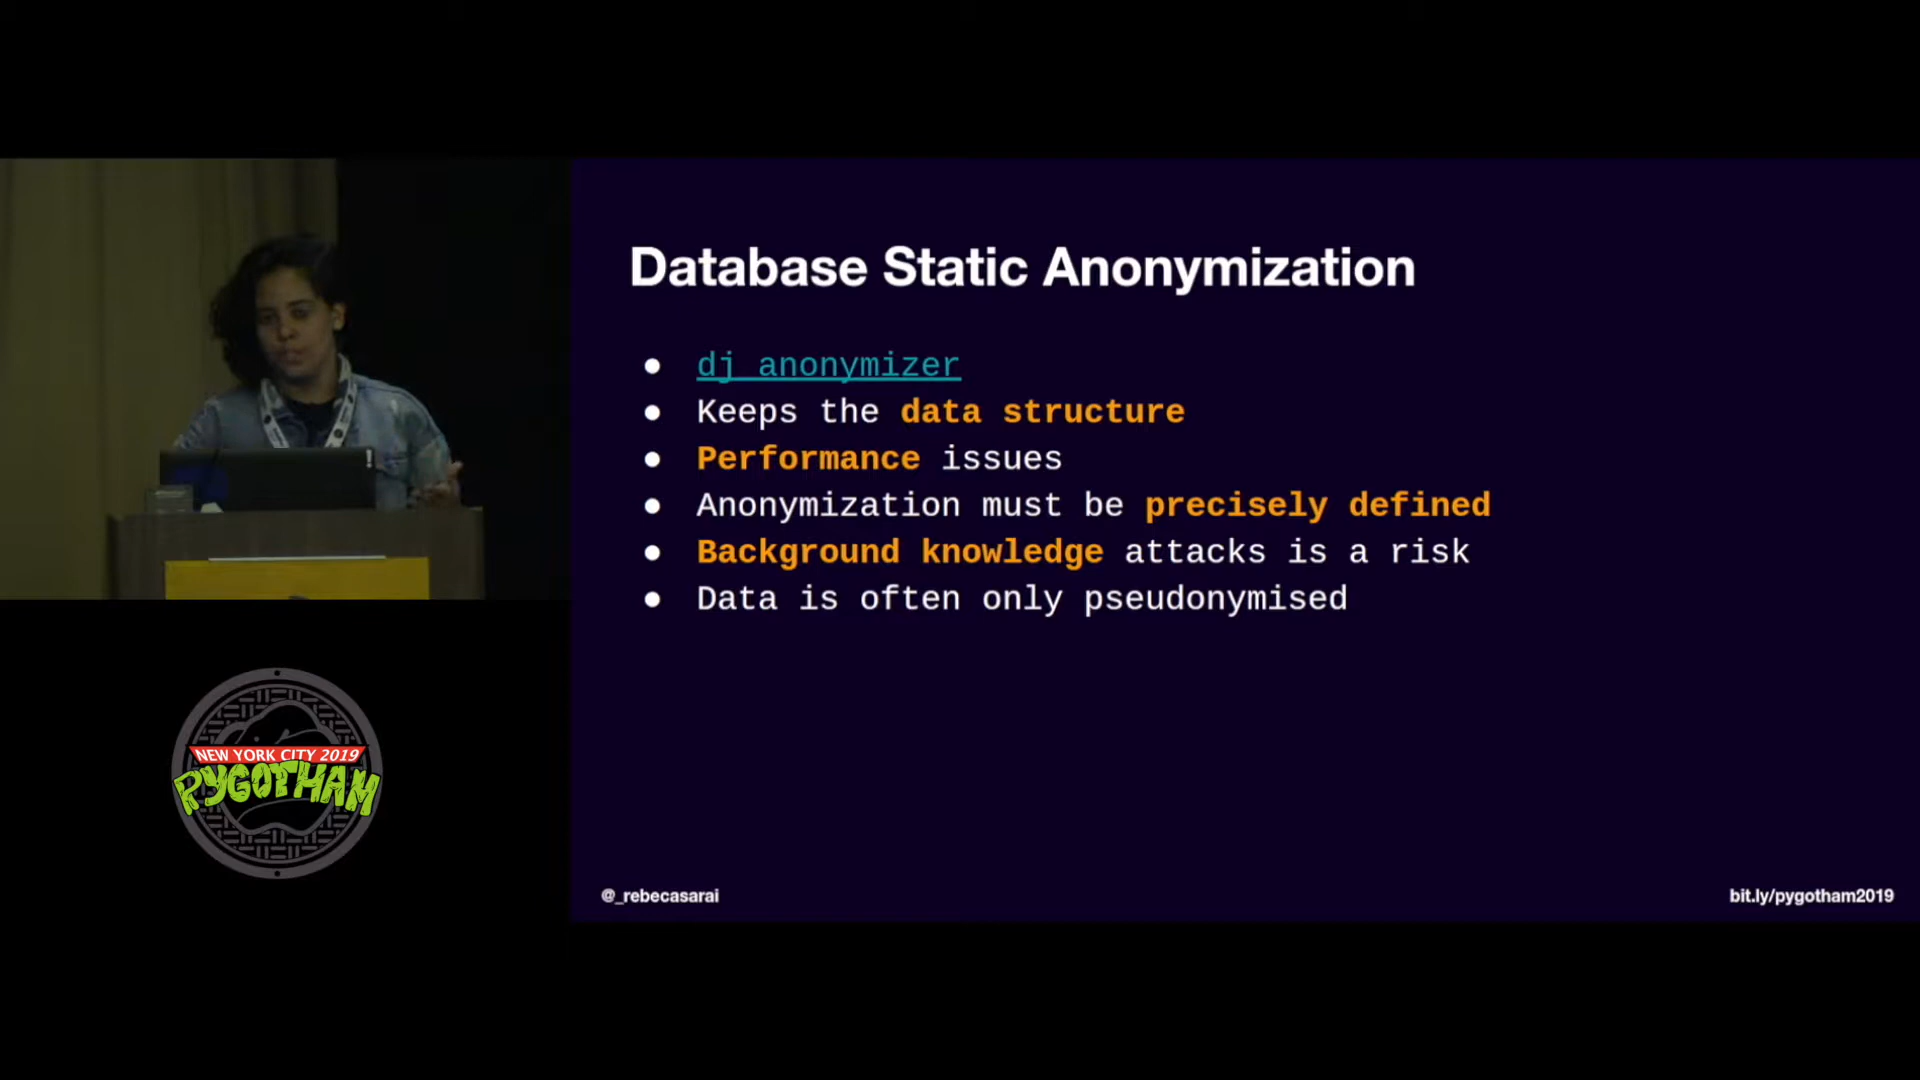 Database Static Anonymization
dj_anonymizer
Keeps the data structure
Performance issues
Anonymization must be precisely defined
Background knowledge attacks is a risk
Data is often only pseudonymised
NEW YORK CITY 2019
PYGOTHAM
@_rebecasarai
bit.ly/pygotham2019